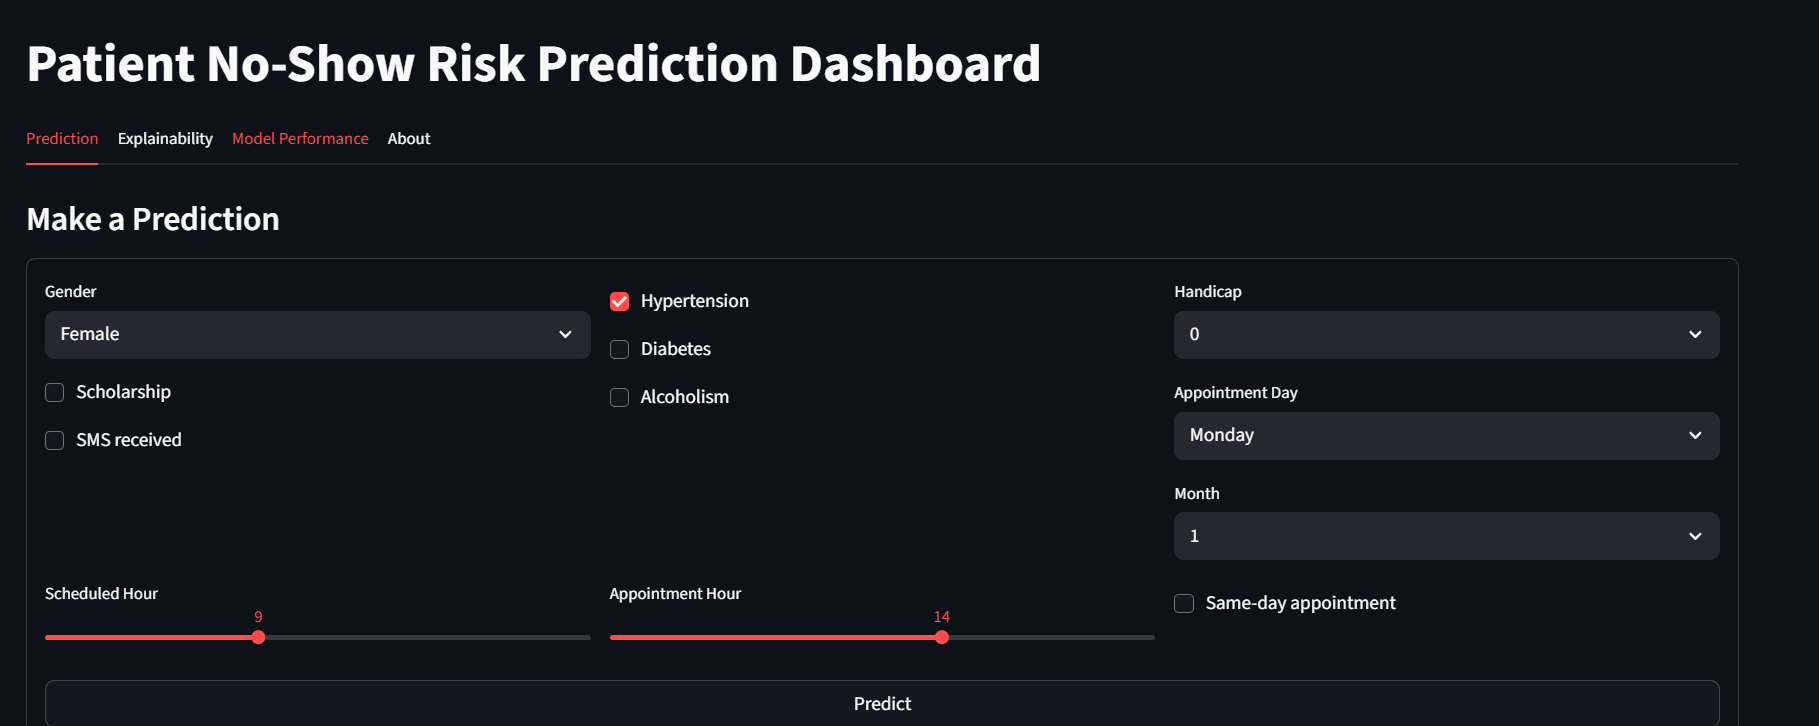 Patient No-Show Risk Prediction Dashboard
Prediction Explainability Model Performance About
Make a Prediction
Gender
Female
Scholarship
SMS received
Hypertension
Diabetes
Alcoholism
Handicap
0
Appointment Day
Monday
Month
1
Scheduled Hour
9
Appointment Hour
14
Same-day appointment
Predict